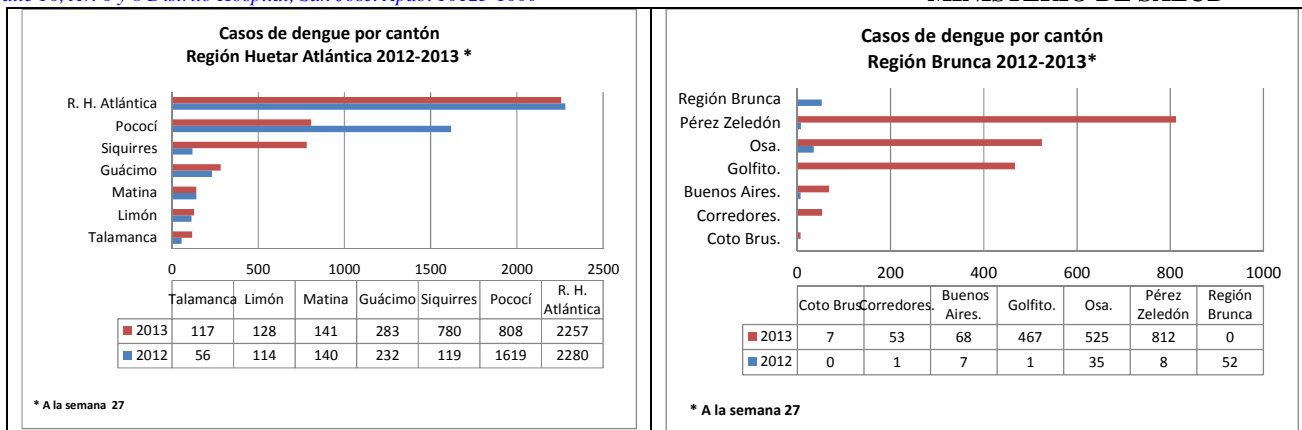 MINISTERIO DE SALUD
Casos de dengue por cantón
Región Huetar Atlántica 2012-2013 *
R. H. Atlántica
Pococí
Siquirres
Guácimo
Matina
Limón
Talamanca
0 500 1000 1500 2000 2500
Talamanca Limón Matina Guácimo Siquirres Pococí R. H. Atlántica
2013 117 128 141 283 780 808 2257
2012 56 114 140 232 119 1619 2280
* A la semana 27
Casos de dengue por cantón
Región Brunca 2012-2013*
Región Brunca
Pérez Zeledón
Osa.
Golfito.
Buenos Aires.
Corredores.
Coto Brus.
0 200 400 600 800 1000
Coto Brus. Corredores. Buenos Aires. Golfito. Osa. Pérez Zeledón Región Brunca
2013 7 53 68 467 525 812 0
2012 0 1 7 1 35 8 52
* A la semana 27